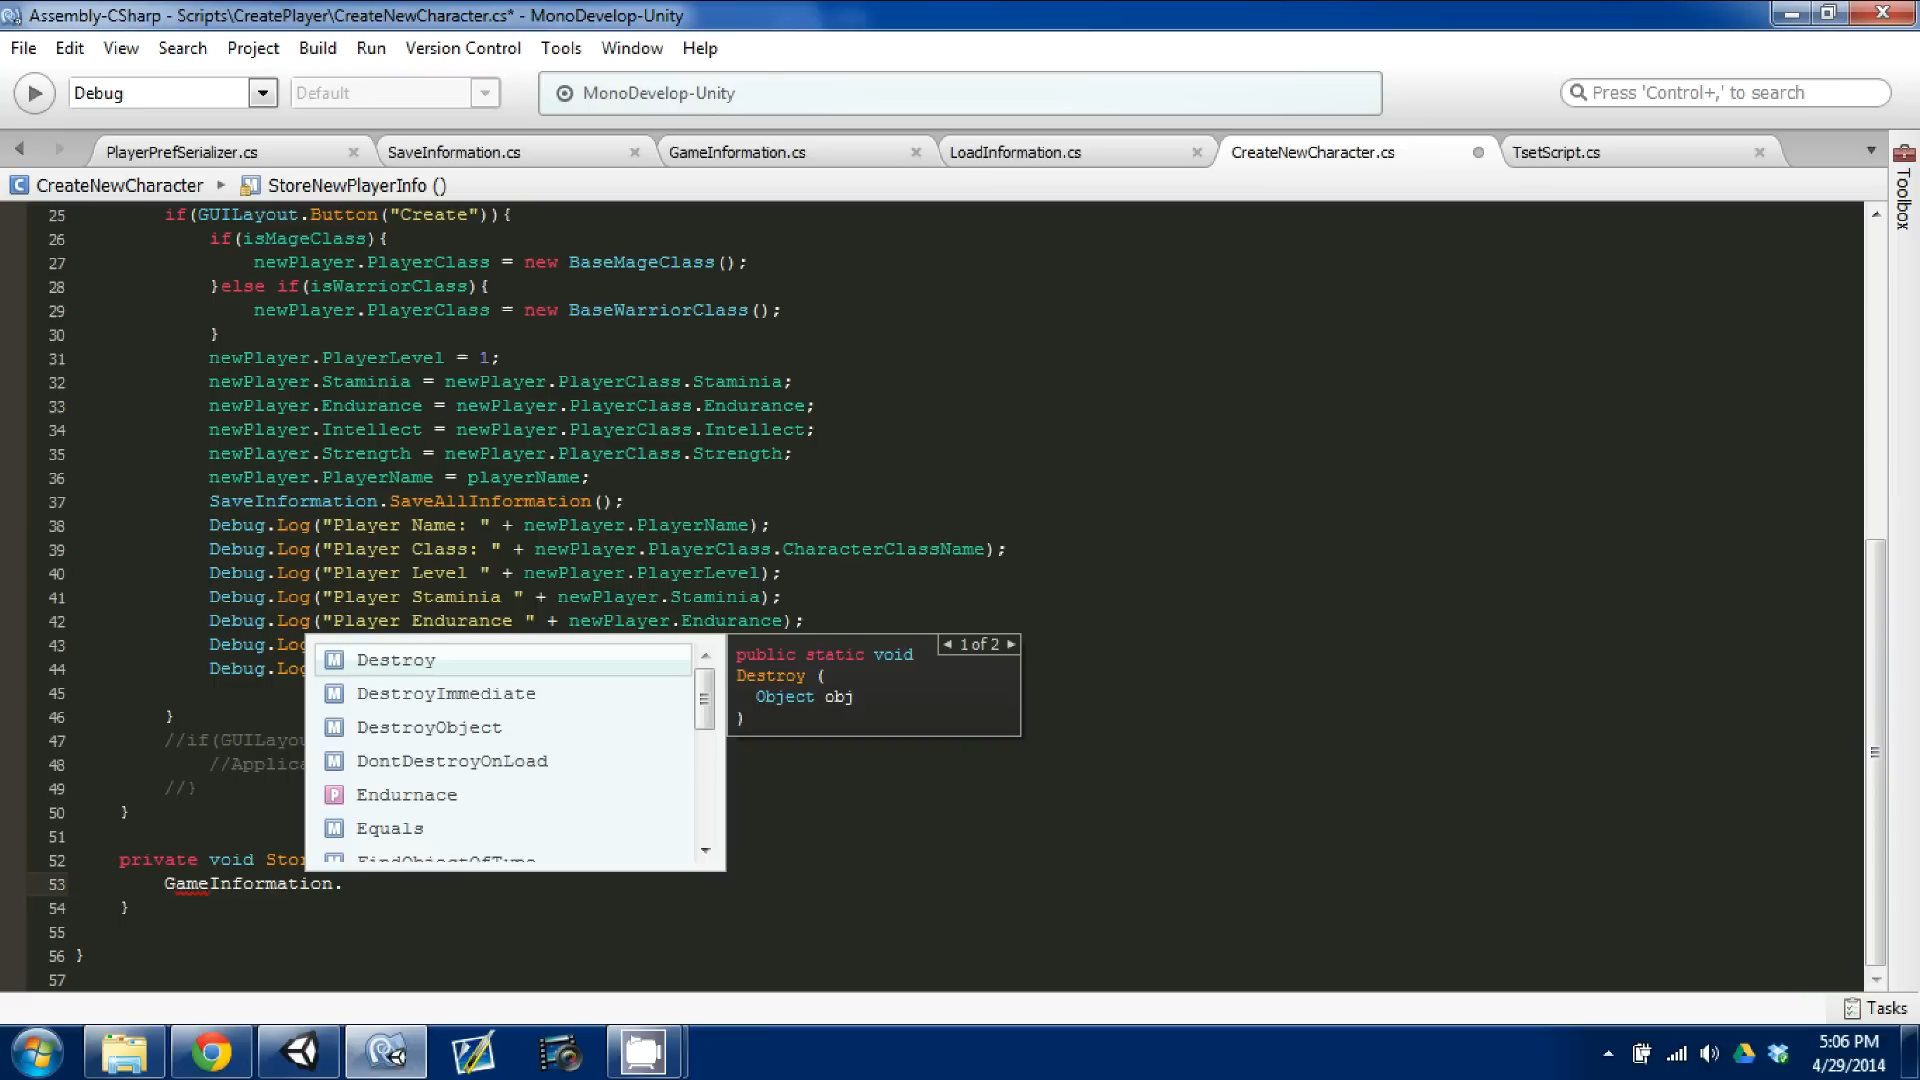 Assembly-CSharp - Scripts\CreatePlayer\CreateNewCharacter.cs* - MonoDevelop-Unity
File Edit View Search Project Build Run Version Control Tools Window Help
Debug Default MonoDevelop-Unity Press 'Control+,' to search
PlayerPrefSerializer.cs SaveInformation.cs GameInformation.cs LoadInformation.cs CreateNewCharacter.cs TsetScript.cs
Toolbox
CreateNewCharacter StoreNewPlayerInfo ()
25 if(GUILayout.Button("Create")){
26 if(isMageClass){
27 newPlayer.PlayerClass = new BaseMageClass();
28 }else if(isWarriorClass){
29 newPlayer.PlayerClass = new BaseWarriorClass();
30 }
31 newPlayer.PlayerLevel = 1;
32 newPlayer.Staminia = newPlayer.PlayerClass.Staminia;
33 newPlayer.Endurance = newPlayer.PlayerClass.Endurance;
34 newPlayer.Intellect = newPlayer.PlayerClass.Intellect;
35 newPlayer.Strength = newPlayer.PlayerClass.Strength;
36 newPlayer.PlayerName = playerName;
37 SaveInformation.SaveAllInformation();
38 Debug.Log("Player Name: " + newPlayer.PlayerName);
39 Debug.Log("Player Class: " + newPlayer.PlayerClass.CharacterClassName);
40 Debug.Log("Player Level " + newPlayer.PlayerLevel);
41 Debug.Log("Player Staminia " + newPlayer.Staminia);
42 Debug.Log("Player Endurance " + newPlayer.Endurance);
43 Debug.Log
44 Debug.Log
45
46 }
47 //if(GUILayou
48 //Applica
49 //}
50 }
51
52 private void Stor
53 GameInformation.
54 }
55
56 }
57
Destroy
DestroyImmediate
DestroyObject
DontDestroyOnLoad
Endurnace
Equals
FindObjectOfType
1 of 2
public static void
Destroy (
Object obj
)
Tasks
5:06 PM
4/29/2014